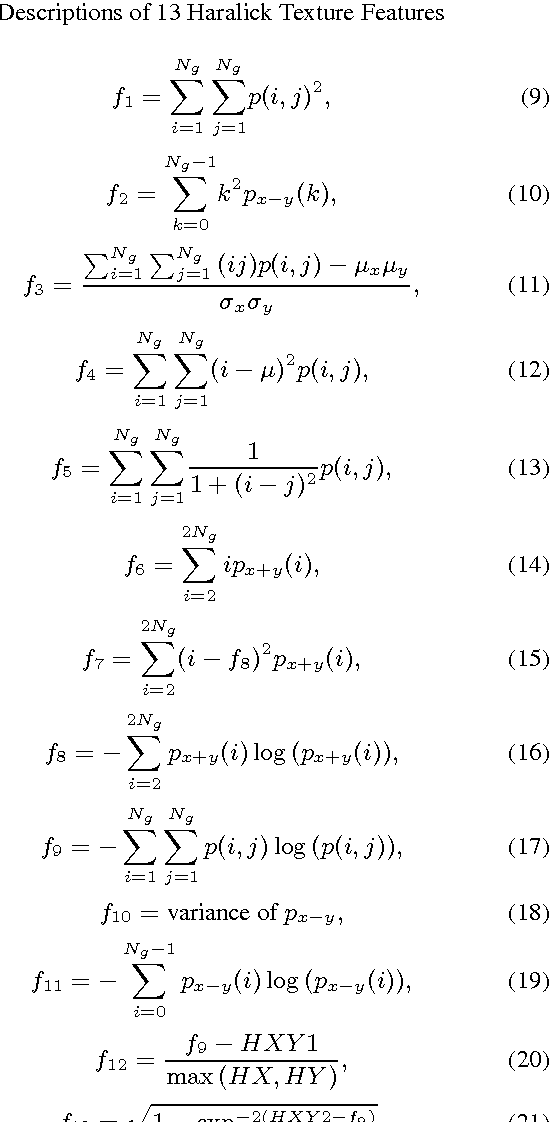 Descriptions of 13 Haralick Texture Features
f_1 = \sum_{i=1}^{N_g} \sum_{j=1}^{N_g} p(i,j)^2, (9)
f_2 = \sum_{k=0}^{N_g-1} k^2 p_{x-y}(k), (10)
f_3 = \frac{\sum_{i=1}^{N_g} \sum_{j=1}^{N_g} (ij)p(i,j) - \mu_x \mu_y}{\sigma_x \sigma_y}, (11)
f_4 = \sum_{i=1}^{N_g} \sum_{j=1}^{N_g} (i - \mu)^2 p(i,j), (12)
f_5 = \sum_{i=1}^{N_g} \sum_{j=1}^{N_g} \frac{1}{1 + (i - j)^2} p(i,j), (13)
f_6 = \sum_{i=2}^{2N_g} i p_{x+y}(i), (14)
f_7 = \sum_{i=2}^{2N_g} (i - f_8)^2 p_{x+y}(i), (15)
f_8 = - \sum_{i=2}^{2N_g} p_{x+y}(i) \log (p_{x+y}(i)), (16)
f_9 = - \sum_{i=1}^{N_g} \sum_{j=1}^{N_g} p(i,j) \log (p(i,j)), (17)
f_{10} = variance of p_{x-y}, (18)
f_{11} = - \sum_{i=0}^{N_g-1} p_{x-y}(i) \log (p_{x-y}(i)), (19)
f_{12} = \frac{f_9 - HXY1}{\max (HX, HY)}, (20)